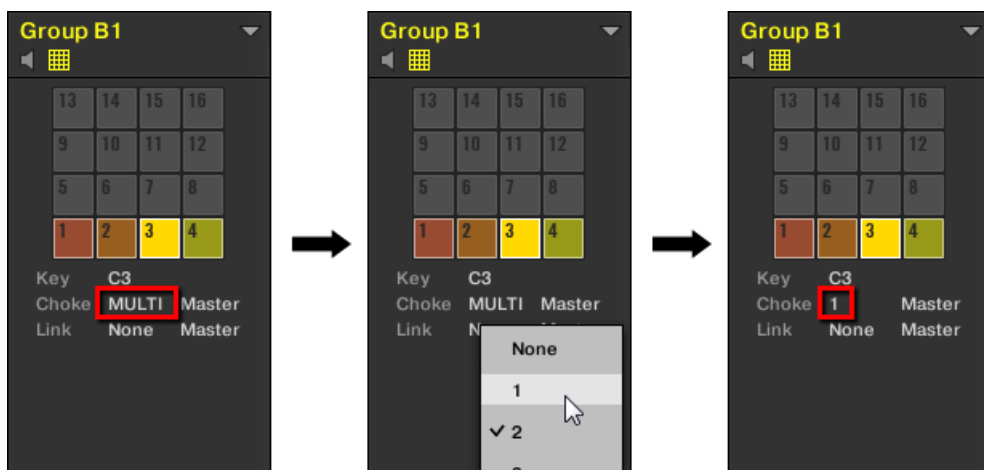 Group B1
13 14 15 16
9 10 11 12
5 6 7 8
1 2 3 4
Key C3
Choke MULTI Master
Link None Master
Group B1
13 14 15 16
9 10 11 12
5 6 7 8
1 2 3 4
Key C3
Choke MULTI Master
Link
None
1
2
Group B1
13 14 15 16
9 10 11 12
5 6 7 8
1 2 3 4
Key C3
Choke 1 Master
Link None Master